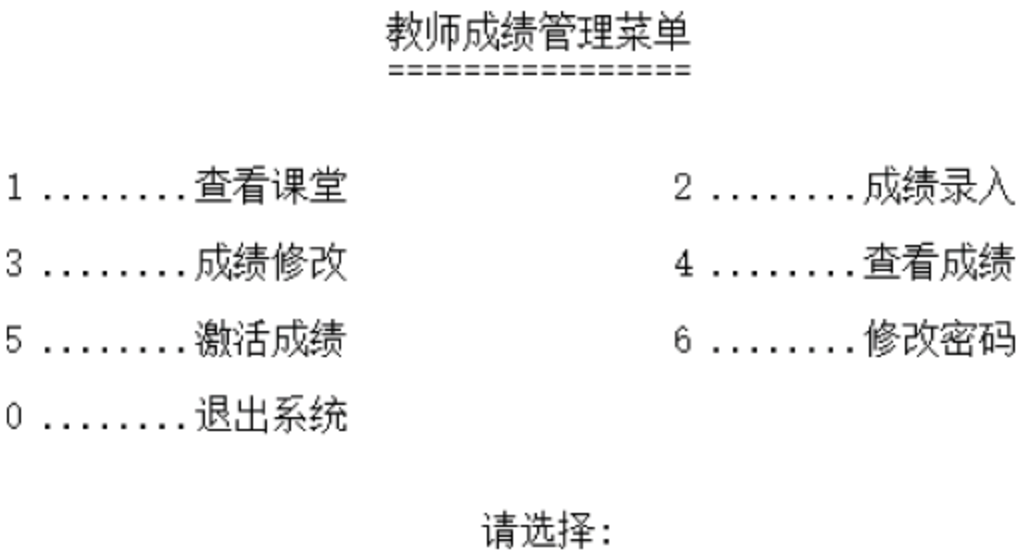 教师成绩管理菜单
================
1 ........查看课堂 2 ........成绩录入
3 ........成绩修改 4 ........查看成绩
5 ........激活成绩 6 ........修改密码
0 ........退出系统
请选择: